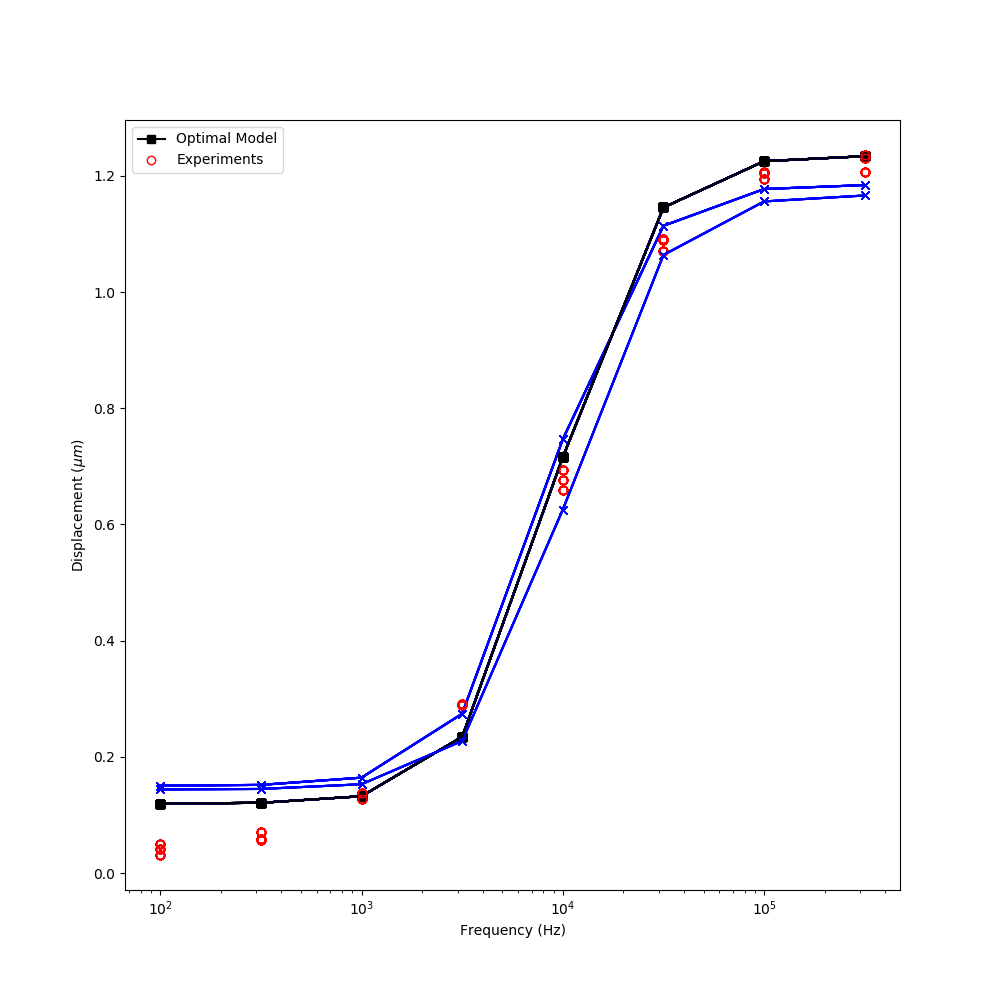 Optimal Model
Experiments
1.2
1.0
0.8
0.6
0.4
0.2
0.0
Displacement (μm)
10² 10³ 10⁴ 10⁵
Frequency (Hz)